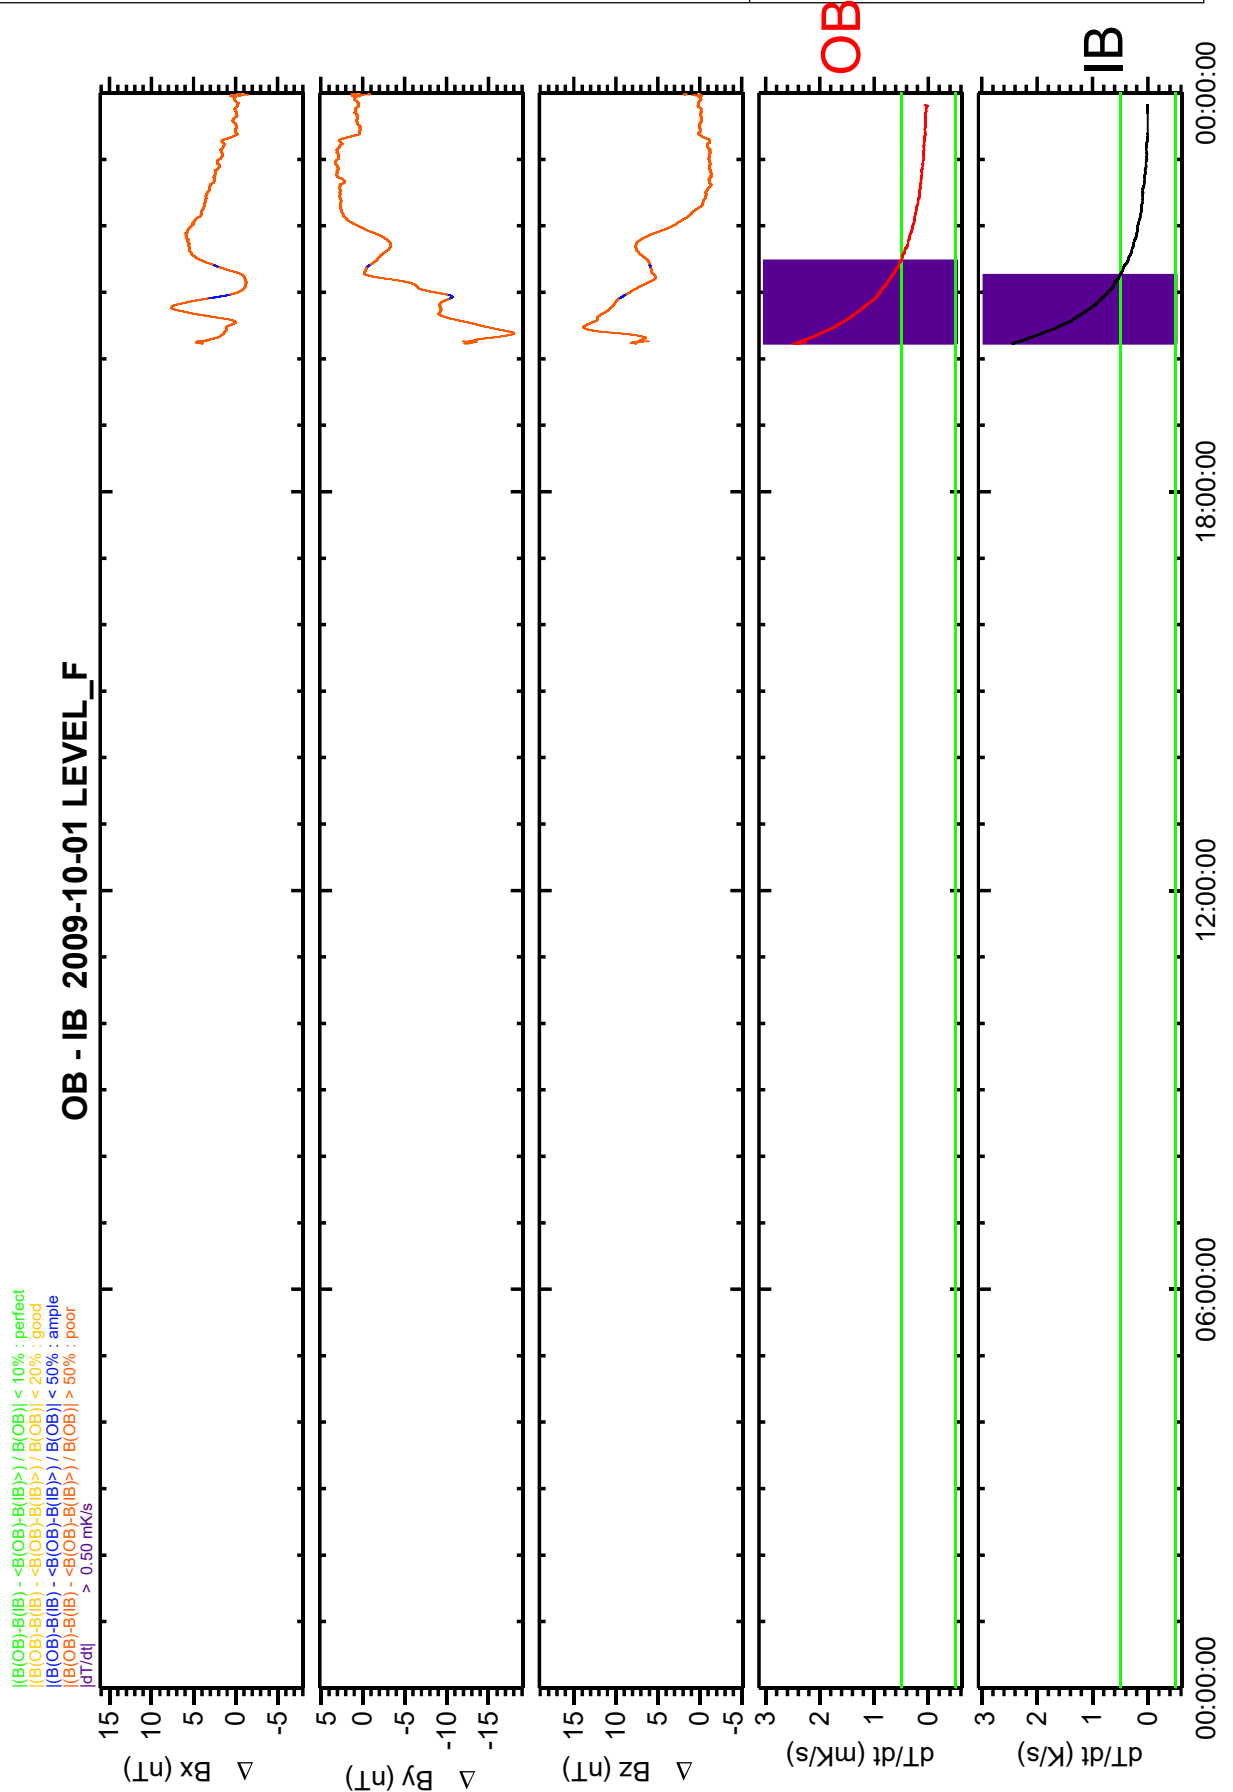 |(B(OB)-B(IB) - <B(OB)-B(IB)>) / B(OB)| < 10% : perfect
|(B(OB)-B(IB) - <B(OB)-B(IB)>) / B(OB)| < 20% : good
|(B(OB)-B(IB) - <B(OB)-B(IB)>) / B(OB)| < 50% : ample
|(B(OB)-B(IB) - <B(OB)-B(IB)>) / B(OB)| > 50% : poor
|dT/dt| > 0.50 mK/s
OB - IB 2009-10-01 LEVEL_F
Δ Bx (nT)
15
10
5
0
-5
Δ By (nT)
5
0
-5
-10
-15
Δ Bz (nT)
15
10
5
0
-5
dT/dt (mK/s)
3
2
1
0
OB
dT/dt (K/s)
3
2
1
0
IB
00:00:00
06:00:00
12:00:00
18:00:00
00:00:00